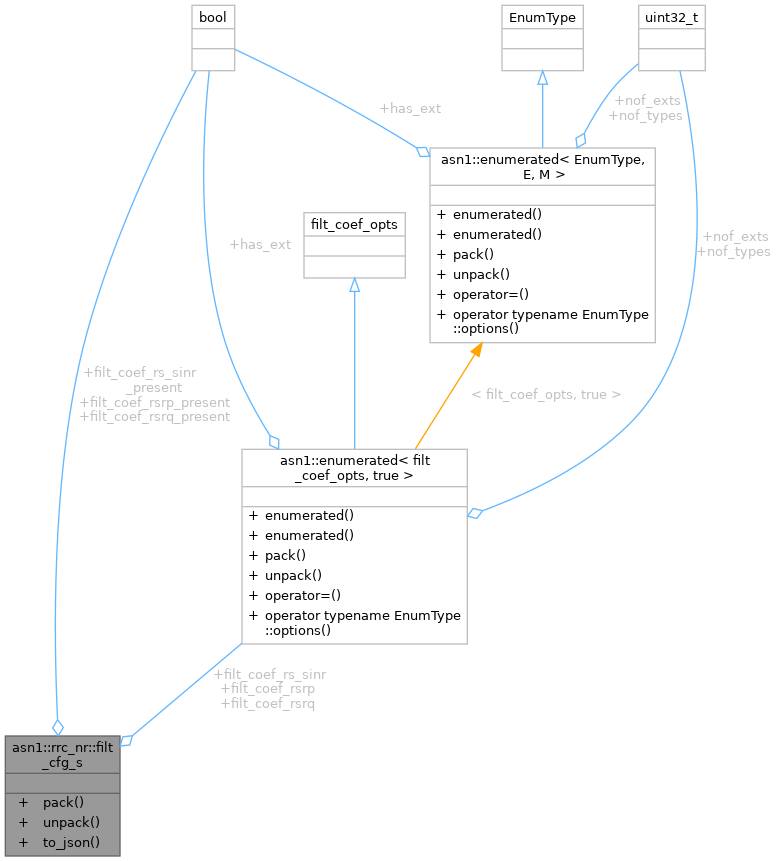 bool
EnumType
uint32_t
+has_ext
+nof_exts
+nof_types
asn1::enumerated< EnumType,
E, M >
+ enumerated()
+ enumerated()
+ pack()
+ unpack()
+ operator=()
+ operator typename EnumType
::options()
filt_coef_opts
+has_ext
+nof_exts
+nof_types
+filt_coef_rs_sinr
_present
+filt_coef_rsrp_present
+filt_coef_rsrq_present
< filt_coef_opts, true >
asn1::enumerated< filt
_coef_opts, true >
+ enumerated()
+ enumerated()
+ pack()
+ unpack()
+ operator=()
+ operator typename EnumType
::options()
+filt_coef_rs_sinr
+filt_coef_rsrp
+filt_coef_rsrq
asn1::rrc_nr::filt
_cfg_s
+ pack()
+ unpack()
+ to_json()